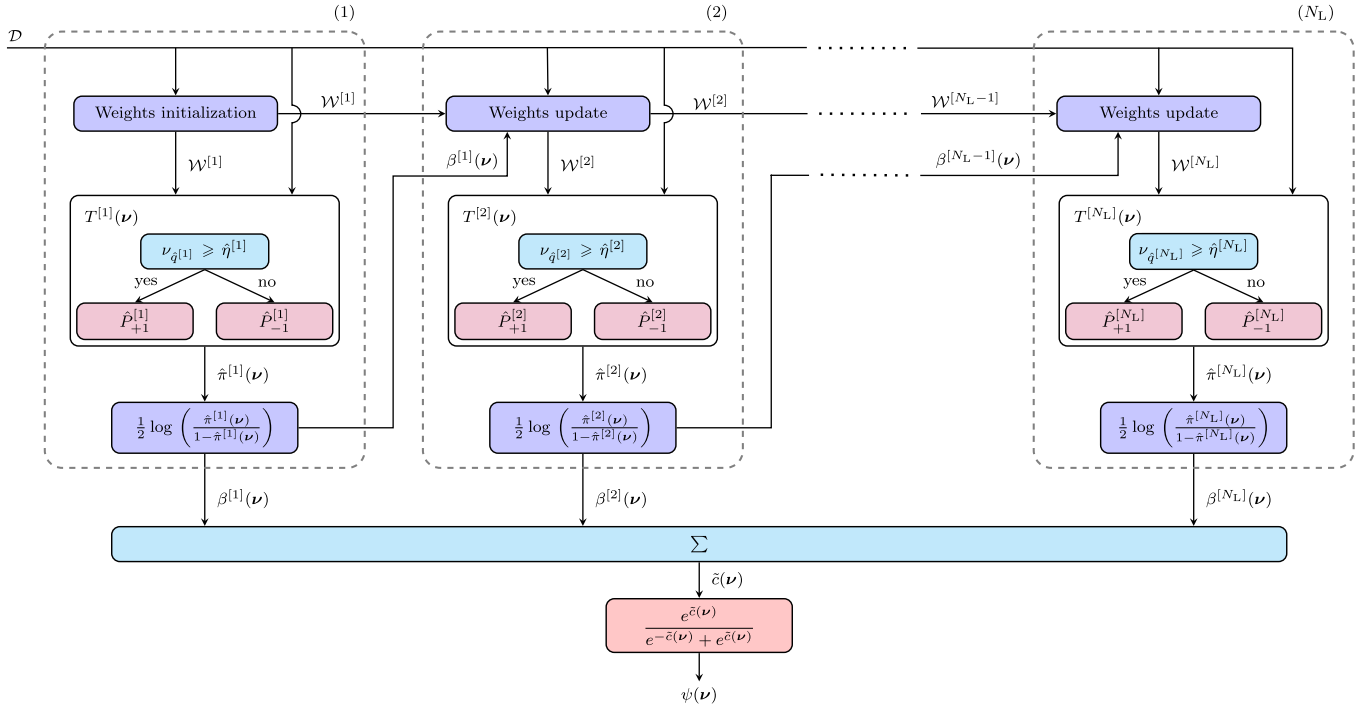 (1) (2) (N_L)
𝒟
Weights initialization 𝒲^[1] Weights update 𝒲^[2] 𝒲^[N_L−1] Weights update
𝒲^[1] β^[1](ν) 𝒲^[2] β^[N_L−1](ν) 𝒲^[N_L]
T^[1](ν) T^[2](ν) T^[N_L](ν)
ν_q̂^[1] ⩾ η̂^[1] ν_q̂^[2] ⩾ η̂^[2] ν_q̂^[N_L] ⩾ η̂^[N_L]
yes no yes no yes no
P̂_+1^[1] P̂_−1^[1] P̂_+1^[2] P̂_−1^[2] P̂_+1^[N_L] P̂_−1^[N_L]
π̂^[1](ν) π̂^[2](ν) π̂^[N_L](ν)
1/2 log (π̂^[1](ν) / 1−π̂^[1](ν)) 1/2 log (π̂^[2](ν) / 1−π̂^[2](ν)) 1/2 log (π̂^[N_L](ν) / 1−π̂^[N_L](ν))
β^[1](ν) β^[2](ν) β^[N_L](ν)
∑
c̃(ν)
e^c̃(ν) / e^−c̃(ν) + e^c̃(ν)
ψ(ν)